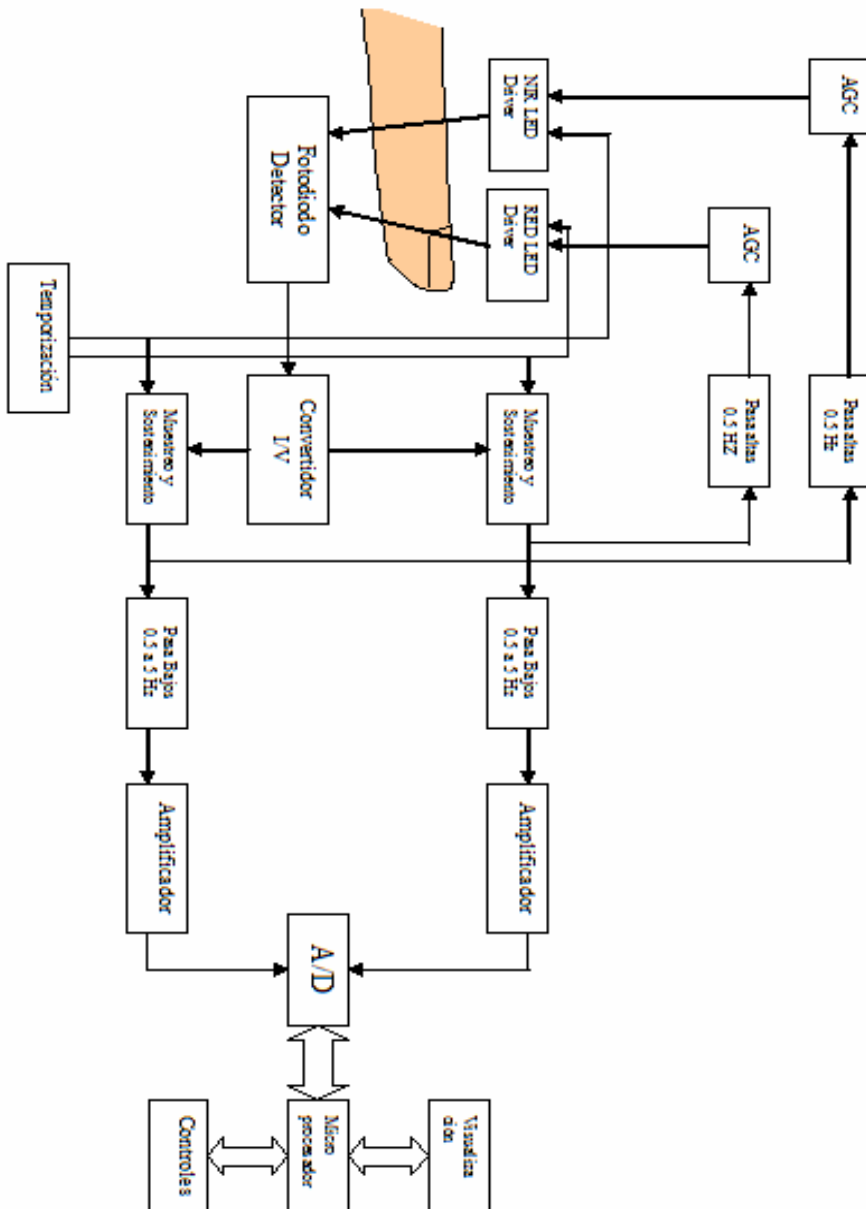 AGC
Pasa altas
0.5 Hz
AGC
Pasa altas
0.5 HZ
NIR LED
Driver
RED LED
Driver
Muestreo y
Sostenimiento
Pasa Bajos
0.5 a 5 Hz
Amplificador
Visualiza
ción
Fotodiodo
Detector
Convertidor
I/V
A/D
Micro
procesador
Muestreo y
Sostenimiento
Pasa Bajos
0.5 a 5 Hz
Amplificador
Controles
Temporización